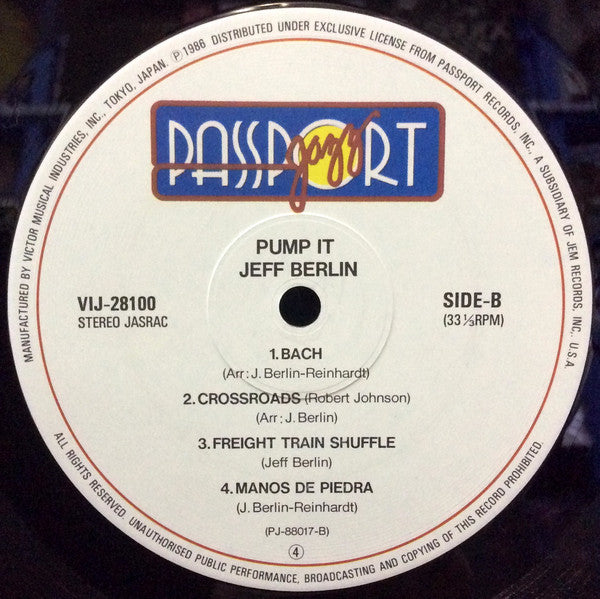 MANUFACTURED BY VICTOR MUSICAL INDUSTRIES, INC., TOKYO, JAPAN. Ⓟ1986 DISTRIBUTED UNDER EXCLUSIVE LICENSE FROM PASSPORT RECORDS, INC., A SUBSIDIARY OF JEM RECORDS, INC. U.S.A.
PASSPORT
jazz
PUMP IT
JEFF BERLIN
VIJ-28100
STEREO JASRAC
SIDE-B
(33 ⅓RPM)
1.BACH
(Arr: J. Berlin-Reinhardt)
2.CROSSROADS (Robert Johnson)
(Arr: J. Berlin)
3.FREIGHT TRAIN SHUFFLE
(Jeff Berlin)
4.MANOS DE PIEDRA
(J. Berlin-Reinhardt)
(PJ-88017-B)
④
ALL RIGHTS RESERVED. UNAUTHORISED PUBLIC PERFORMANCE, BROADCASTING AND COPYING OF THIS RECORD PROHIBITED.